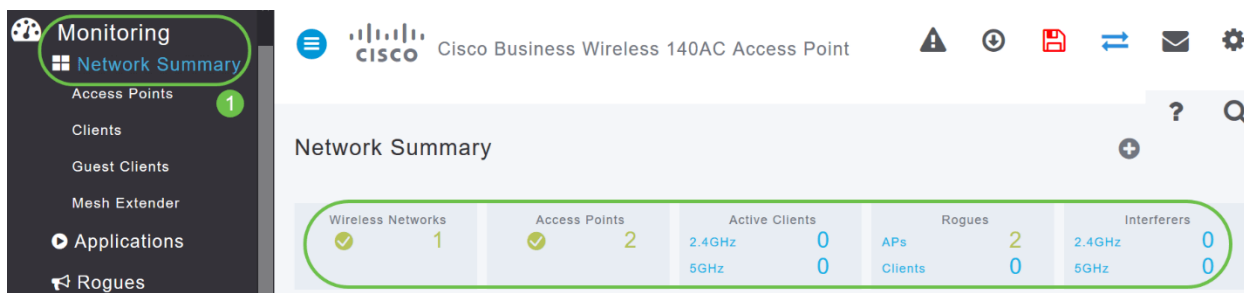 Monitoring
Network Summary
Access Points
1
Clients
Guest Clients
Mesh Extender
Applications
Rogues
CISCO Cisco Business Wireless 140AC Access Point
?
Network Summary
Wireless Networks
1
Access Points
2
Active Clients
2.4GHz 0
5GHz 0
Rogues
APs 2
Clients 0
Interferers
2.4GHz 0
5GHz 0